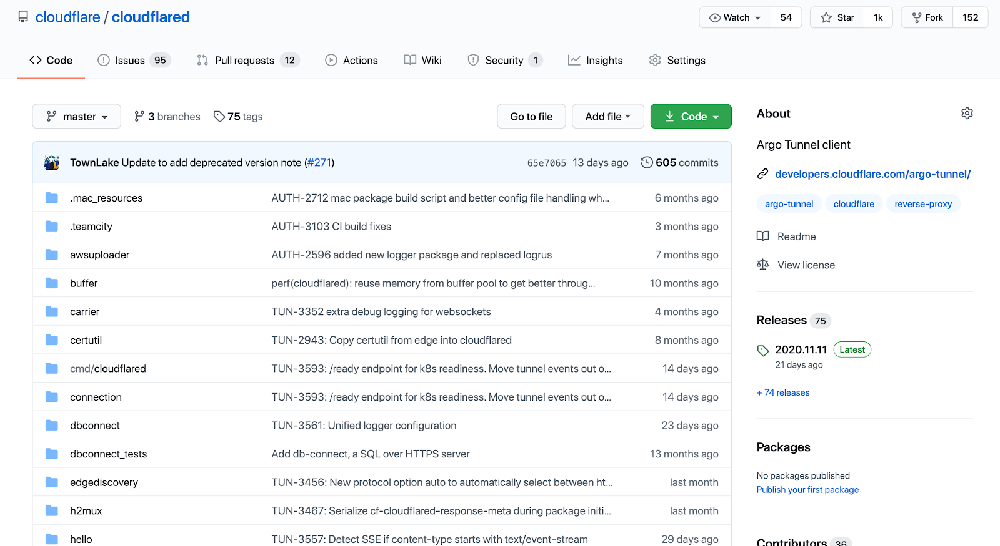 cloudflare / cloudflared
Watch 54 Star 1k Fork 152
Code Issues 95 Pull requests 12 Actions Wiki Security 1 Insights Settings
master 3 branches 75 tags Go to file Add file Code
TownLake Update to add deprecated version note (#271) 65e7065 13 days ago 605 commits
.mac_resources AUTH-2712 mac package build script and better config file handling wh... 6 months ago
.teamcity AUTH-3103 CI build fixes 3 months ago
awsuploader AUTH-2596 added new logger package and replaced logrus 7 months ago
buffer perf(cloudflared): reuse memory from buffer pool to get better throug... 10 months ago
carrier TUN-3352 extra debug logging for websockets 4 months ago
certutil TUN-2943: Copy certutil from edge into cloudflared 8 months ago
cmd/cloudflared TUN-3593: /ready endpoint for k8s readiness. Move tunnel events out o... 14 days ago
connection TUN-3593: /ready endpoint for k8s readiness. Move tunnel events out o... 14 days ago
dbconnect TUN-3561: Unified logger configuration 23 days ago
dbconnect_tests Add db-connect, a SQL over HTTPS server 13 months ago
edgediscovery TUN-3456: New protocol option auto to automatically select between ht... last month
h2mux TUN-3467: Serialize cf-cloudflared-response-meta during package initi... last month
hello TUN-3557: Detect SSE if content-type starts with text/event-stream 29 days ago
About
Argo Tunnel client
developers.cloudflare.com/argo-tunnel/
argo-tunnel cloudflare reverse-proxy
Readme
View license
Releases 75
2020.11.11 Latest
21 days ago
+ 74 releases
Packages
No packages published
Publish your first package
Contributors 36